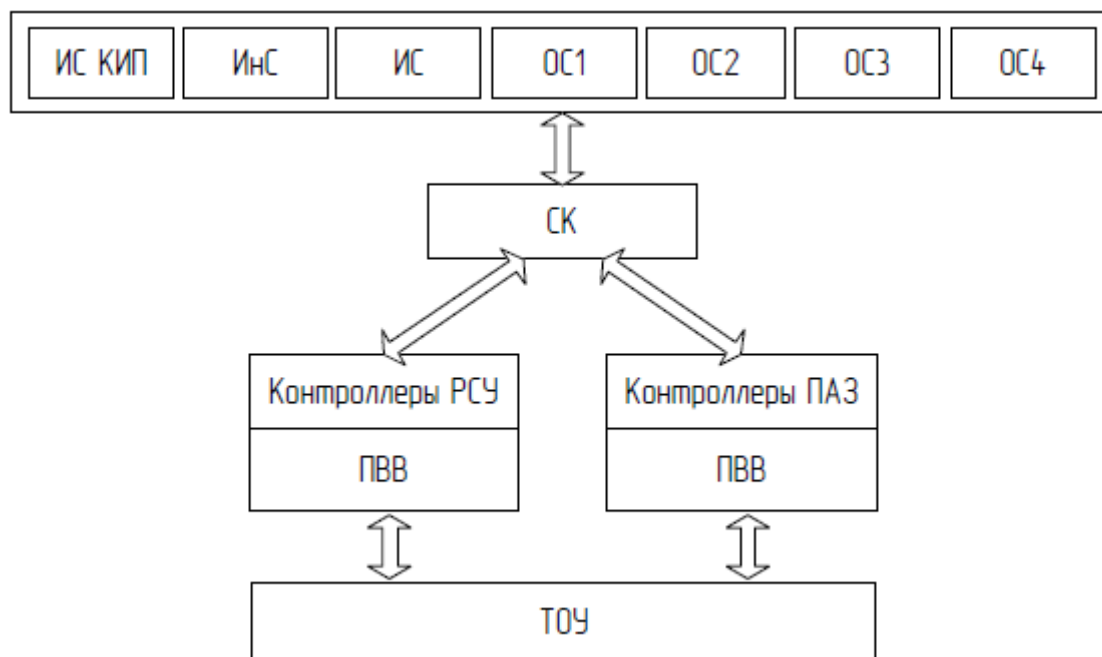 ИС КИП ИнС ИС ОС1 ОС2 ОС3 ОС4
СК
Контроллеры РСУ Контроллеры ПАЗ
ПВВ ПВВ
ТОУ